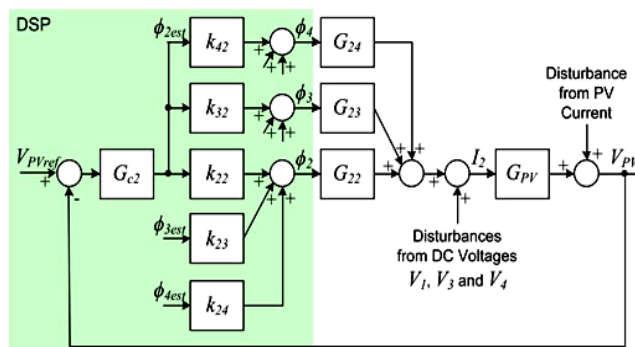 DSP
ϕ2est
k42
+
+
+
ϕ4
G24
k32
+
+
+
ϕ3
G23
Disturbance
from PV
Current
VPVref
+
-
Gc2
k22
+
+
+
ϕ2
G22
+
+
+
+
+
I2
GPV
+
+
VPV
ϕ3est
k23
Disturbances
from DC Voltages
V1, V3 and V4
ϕ4est
k24